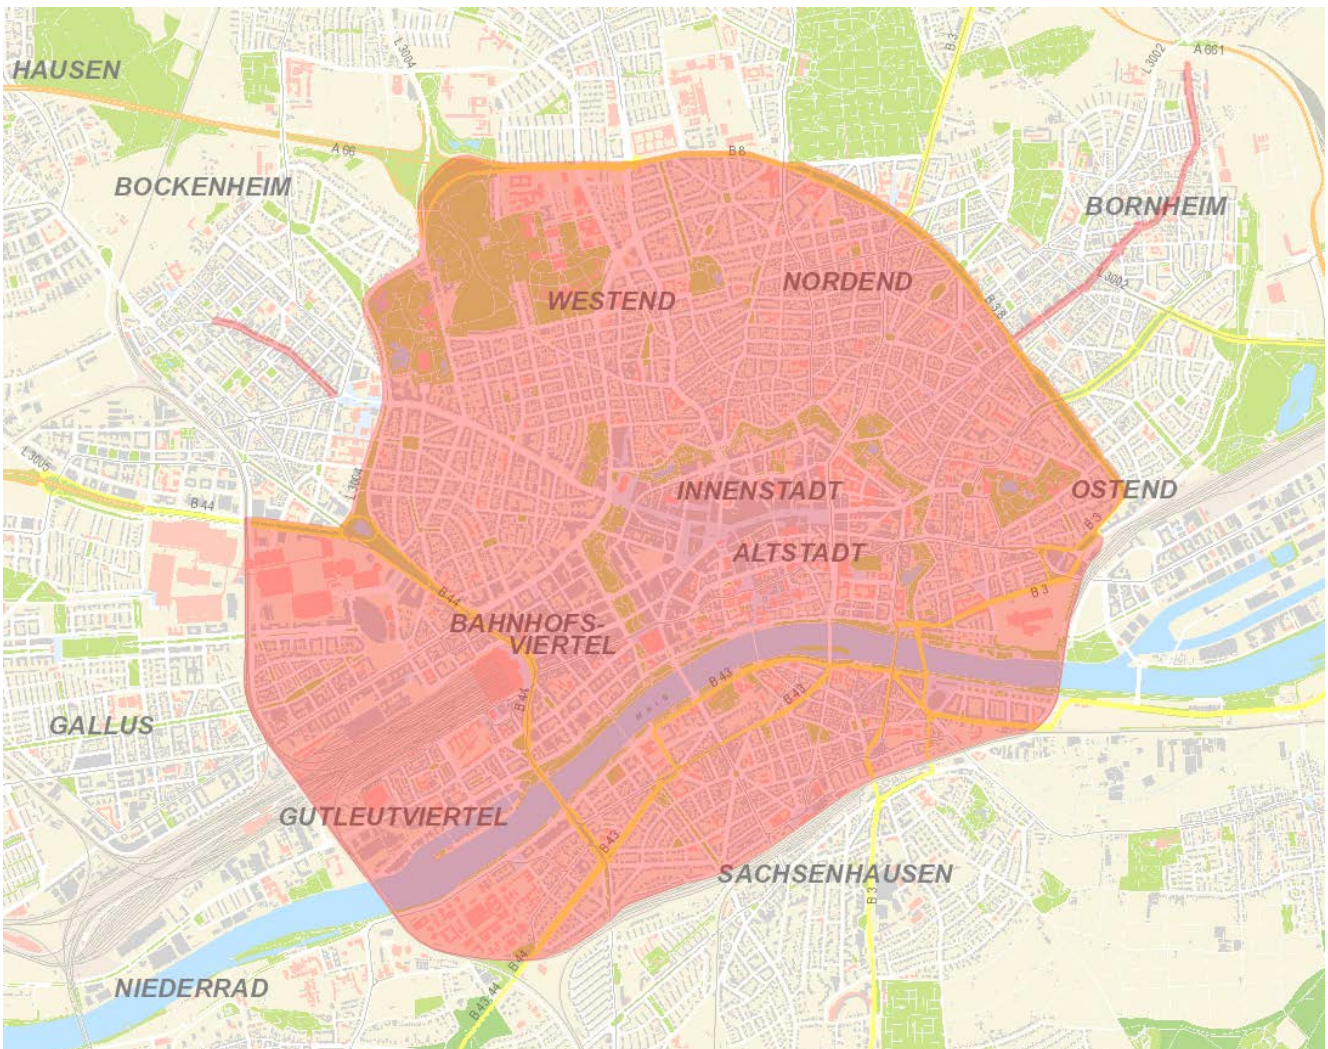 L 3002
A 661
B 3
L 3004
HAUSEN
A 66
B 8
BOCKENHEIM
BORNHEIM
L 3002
NORDEND
WESTEND
B 3 8
L 3005
B 44
L 3004
INNENSTADT
OSTEND
B 3
ALTSTADT
B 44
B 3
BAHNHOFS-
VIERTEL
B 43
B 44
B 43
MAIN
GALLUS
GUTLEUTVIERTEL
B 43
SACHSENHAUSEN
B 3
B 44
NIEDERRAD
B 43 44